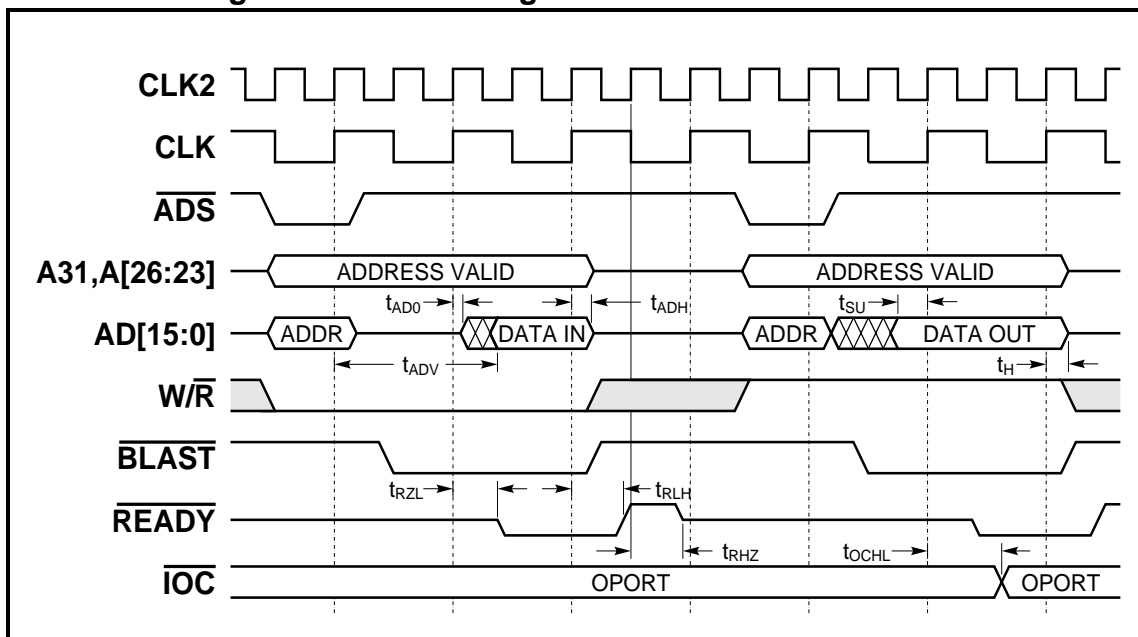 CLK2
CLK
ADS
A31,A[26:23] ADDRESS VALID ADDRESS VALID
tAD0 tADH tSU
AD[15:0] ADDR DATA IN ADDR DATA OUT
tADV tH
W/R
BLAST
tRZL tRLH
READY
tRHZ tOCHL
IOC OPORT OPORT